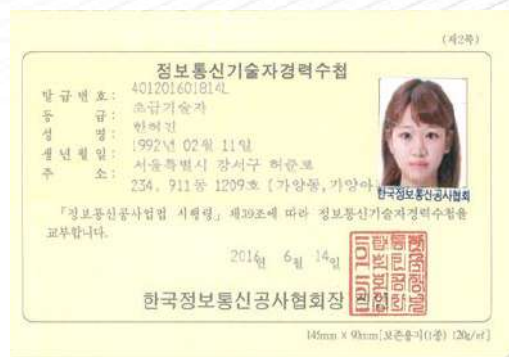 (제2쪽)
정보통신기술자경력수첩
발급번호: 401201601814L
등 급: 초급기술자
성 명: 한혀진
생년월일: 1992년 02월 11일
주 소: 서울특별시 강서구 허준로
234, 911동 1209호 [가양동,가양아
한국정보통신공사협회
「정보통신공사업법 시행령」 제39조에 따라 정보통신기술자경력수첩을
교부합니다.
2016년 6월 14일
한국정보통신공사협회장
145mm × 90mm[보존용지(1종) 120g/㎡]